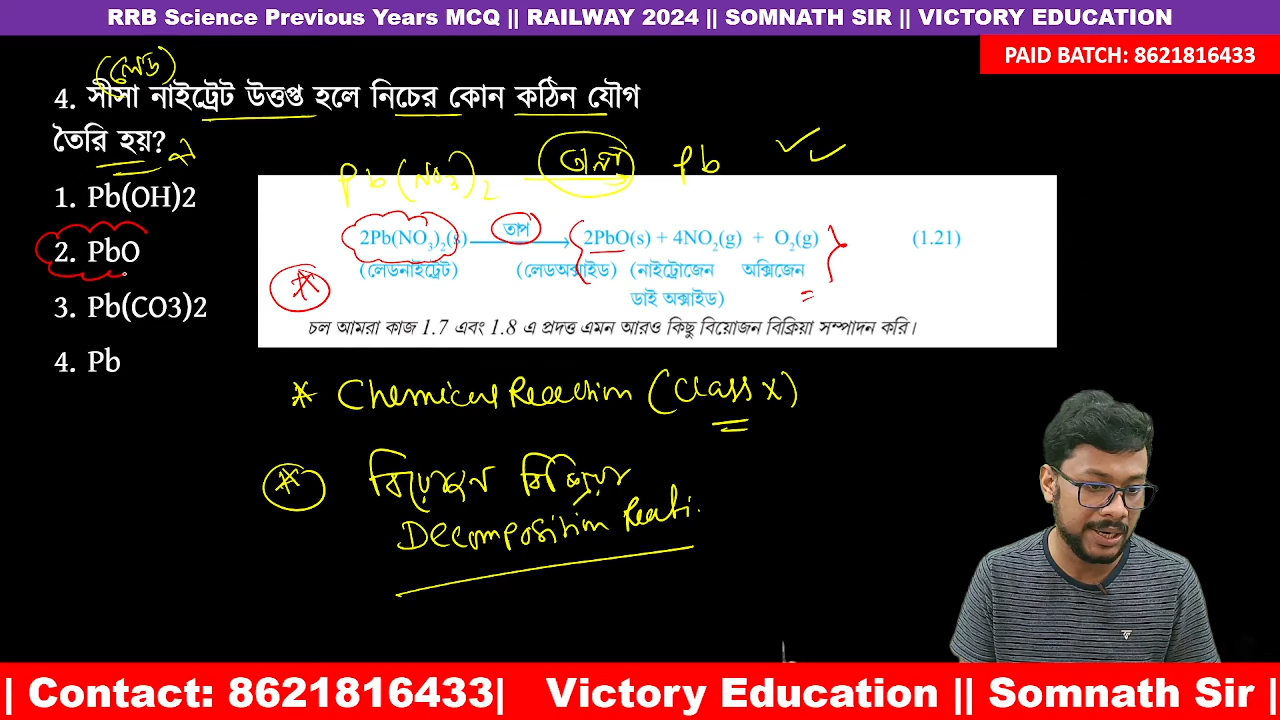 RRB Science Previous Years MCQ || RAILWAY 2024 || SOMNATH SIR || VICTORY EDUCATION
PAID BATCH: 8621816433
(লেড)
4. সীসা নাইট্রেট উত্তপ্ত হলে নিচের কোন কঠিন যৌগ
তৈরি হয়?
Pb(NO3)2 তাপ Pb
1. Pb(OH)2
2. PbO
3. Pb(CO3)2
4. Pb
2Pb(NO₃)₂(s) তাপ 2PbO(s) + 4NO₂(g) + O₂(g) (1.21)
(লেডনাইট্রেট) (লেডঅক্সাইড) (নাইট্রোজেন অক্সিজেন
ডাই অক্সাইড)
চল আমরা কাজ 1.7 এবং 1.8 এ প্রদত্ত এমন আরও কিছু বিয়োজন বিক্রিয়া সম্পাদন করি।
Chemical Reaction (Class X)
বিয়োজন বিক্রিয়া
Decomposition Reacti.
| Contact: 8621816433| Victory Education || Somnath Sir |